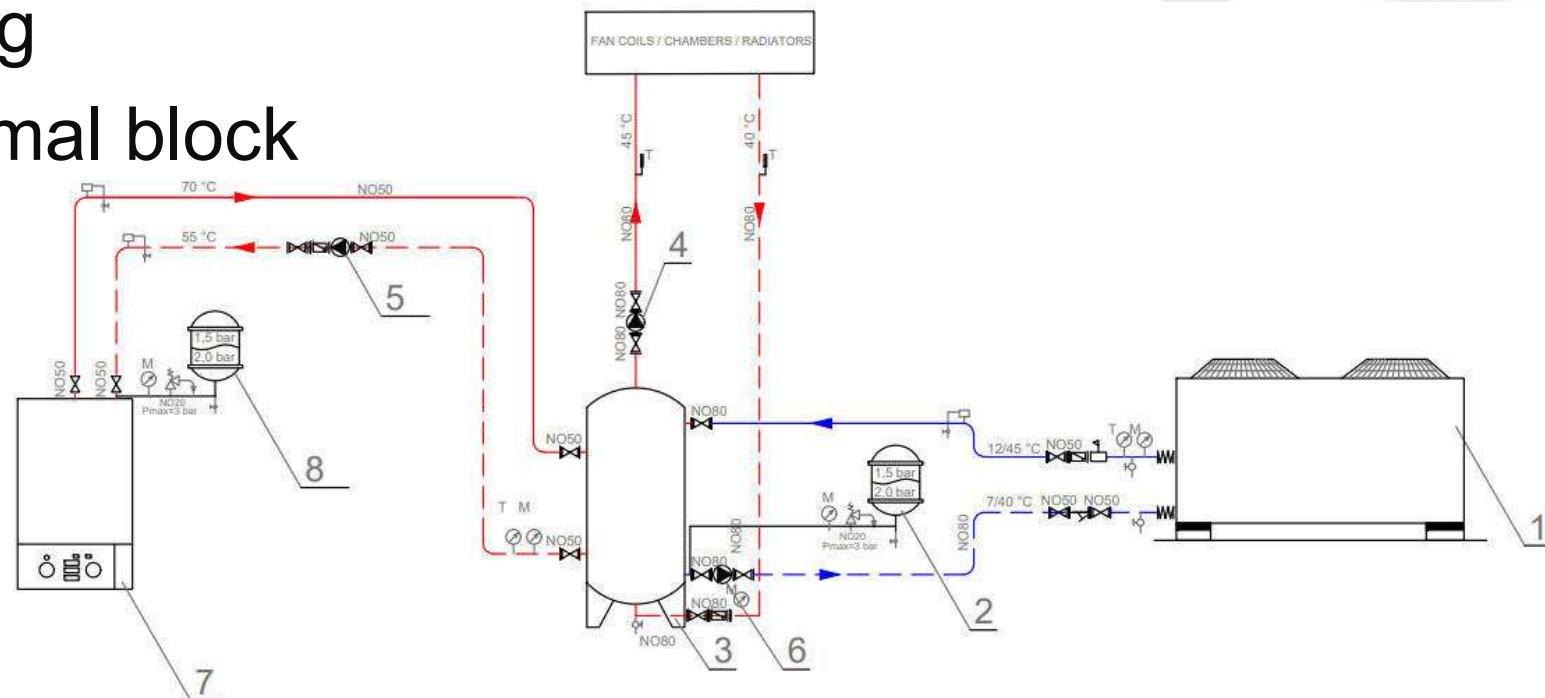 g
mal block
FAN COILS / CHAMBERS / RADIATORS
45 °C
40 °C
T
T
70 °C
NO50
55 °C
NO50
NO80
NO80
4
5
NO80
NO80
1,5 bar
2,0 bar
M
NO50
NO50
NO20
Pmax=3 bar
8
NO80
NO50
12/45 °C
NO50
T
M
1,5 bar
2,0 bar
M
NO20
Pmax=3 bar
7/40 °C
NO50
NO50
1
T
M
NO50
NO80
NO80
NO80
M
NO80
NO80
2
3
6
7